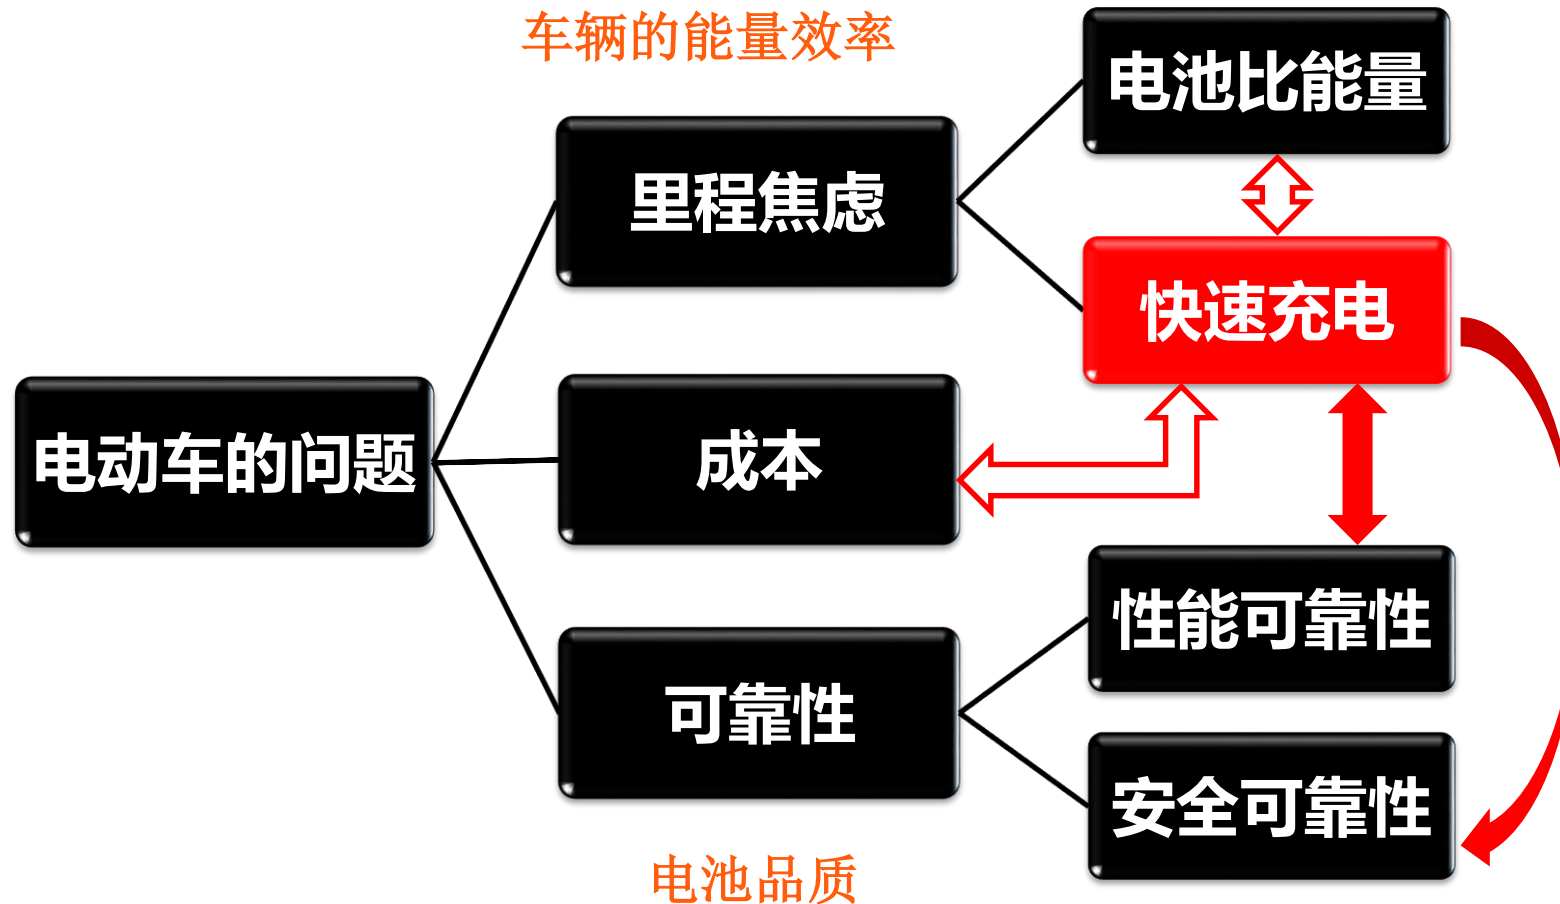 车辆的能量效率
电池比能量
里程焦虑
快速充电
电动车的问题
成本
性能可靠性
可靠性
安全可靠性
电池品质